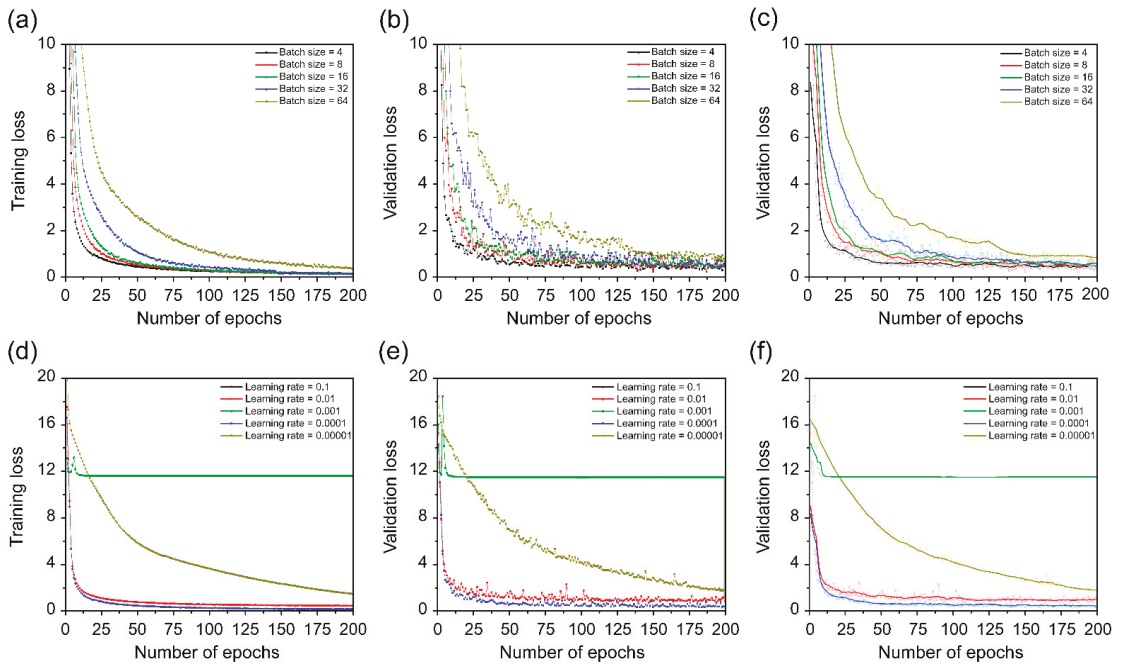 (a)
10
8
6
4
2
0
Training loss
0 25 50 75 100 125 150 175 200
Number of epochs
Batch size = 4
Batch size = 8
Batch size = 16
Batch size = 32
Batch size = 64
(b)
10
8
6
4
2
0
Validation loss
0 25 50 75 100 125 150 175 200
Number of epochs
Batch size = 4
Batch size = 8
Batch size = 16
Batch size = 32
Batch size = 64
(c)
10
8
6
4
2
0
Validation loss
0 25 50 75 100 125 150 175 200
Number of epochs
Batch size = 4
Batch size = 8
Batch size = 16
Batch size = 32
Batch size = 64
(d)
20
16
12
8
4
0
Training loss
0 25 50 75 100 125 150 175 200
Number of epochs
Learning rate = 0.1
Learning rate = 0.01
Learning rate = 0.001
Learning rate = 0.0001
Learning rate = 0.00001
(e)
20
16
12
8
4
0
Validation loss
0 25 50 75 100 125 150 175 200
Number of epochs
Learning rate = 0.1
Learning rate = 0.01
Learning rate = 0.001
Learning rate = 0.0001
Learning rate = 0.00001
(f)
20
16
12
8
4
0
Validation loss
0 25 50 75 100 125 150 175 200
Number of epochs
Learning rate = 0.1
Learning rate = 0.01
Learning rate = 0.001
Learning rate = 0.0001
Learning rate = 0.00001